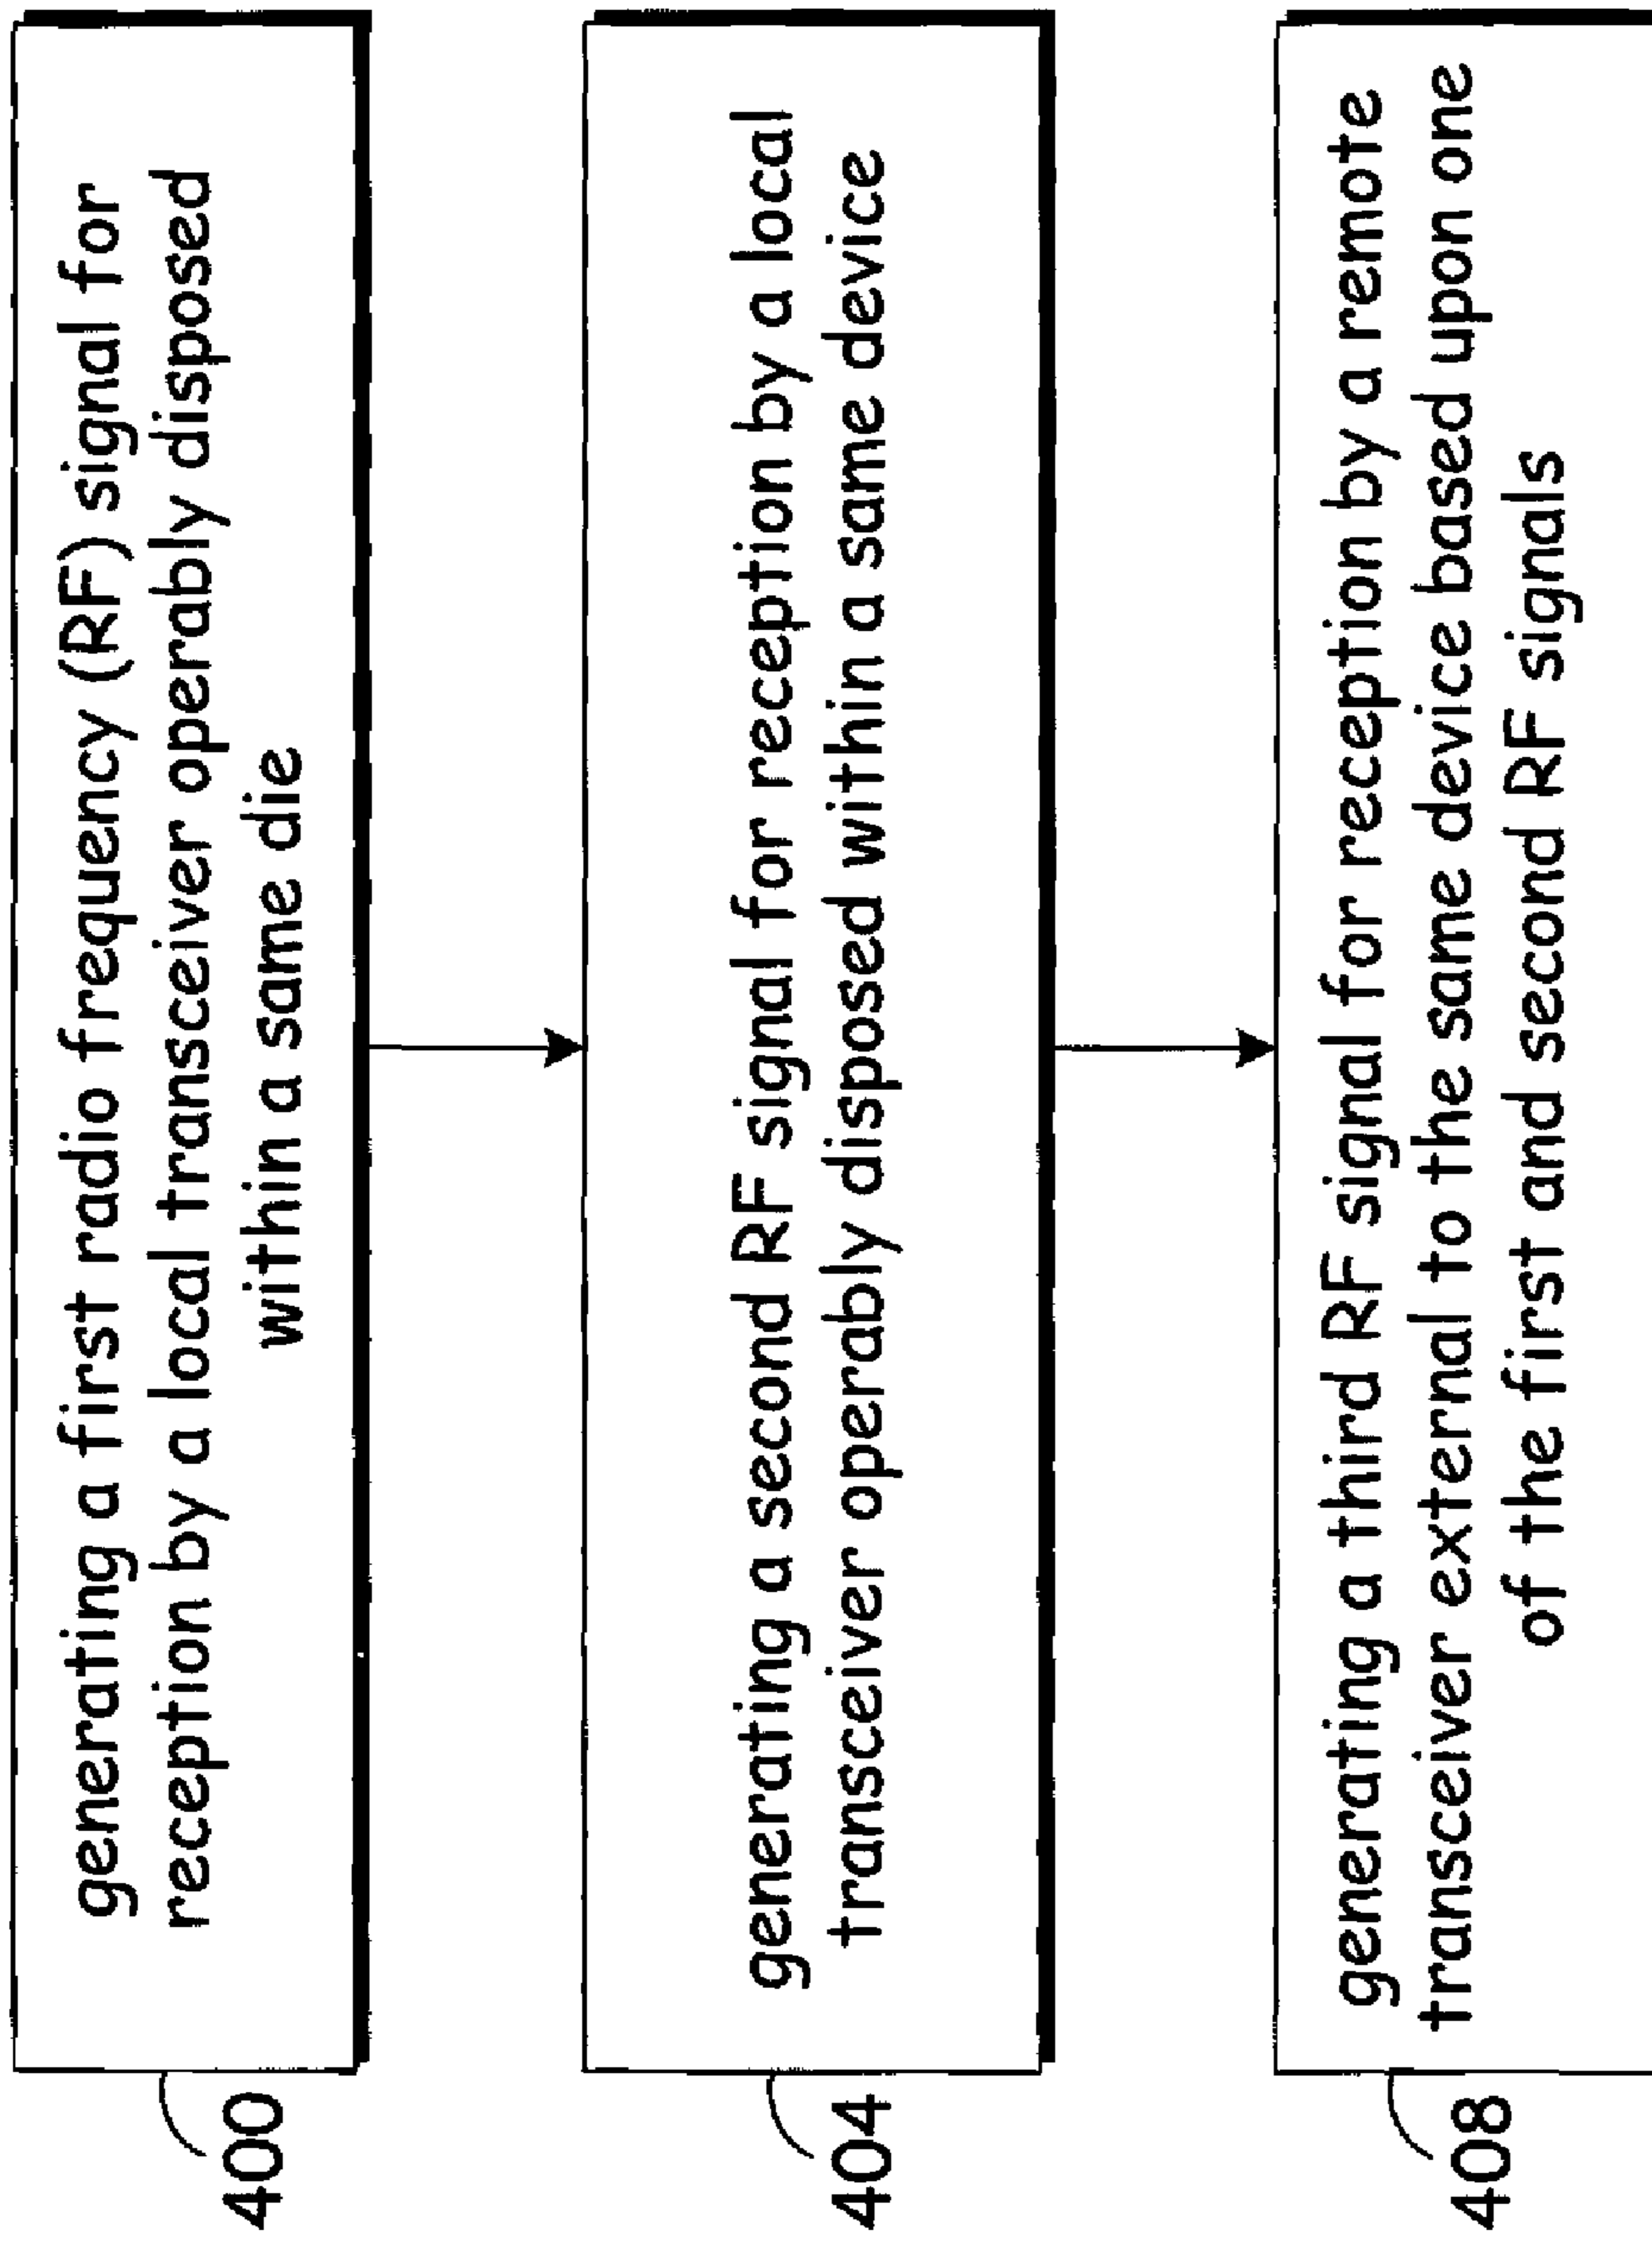 generating a first radio frequency (RF) signal for
reception by a local transceiver operably disposed
within a same die
400
generating a second RF signal for reception by a local
transceiver operably disposed within a same device
404
generating a third RF signal for reception by a remote
transceiver external to the same device based upon one
of the first and second RF signals
408